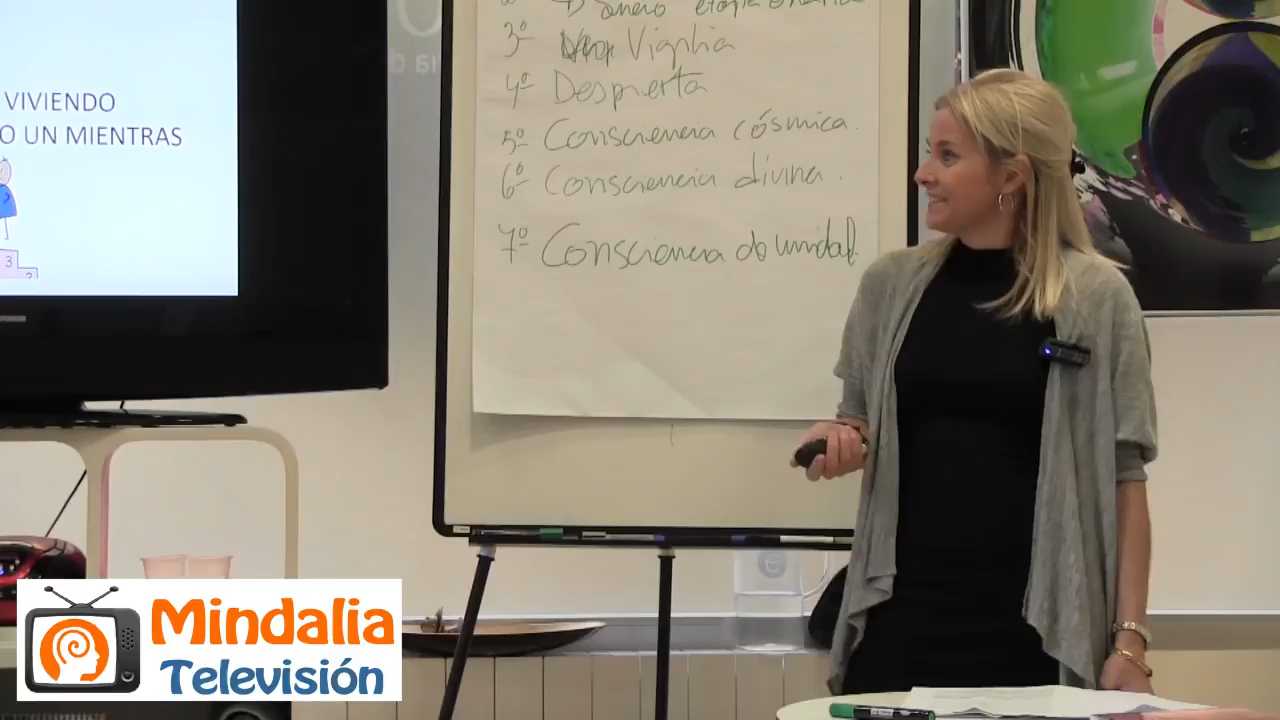 VIVIENDO
O UN MIENTRAS
3
2
3º Vigilia
4º Despierta
5º Consciencia cósmica.
6º Consciencia divina.
7º Consciencia de unidad.
Mindalia
Televisión